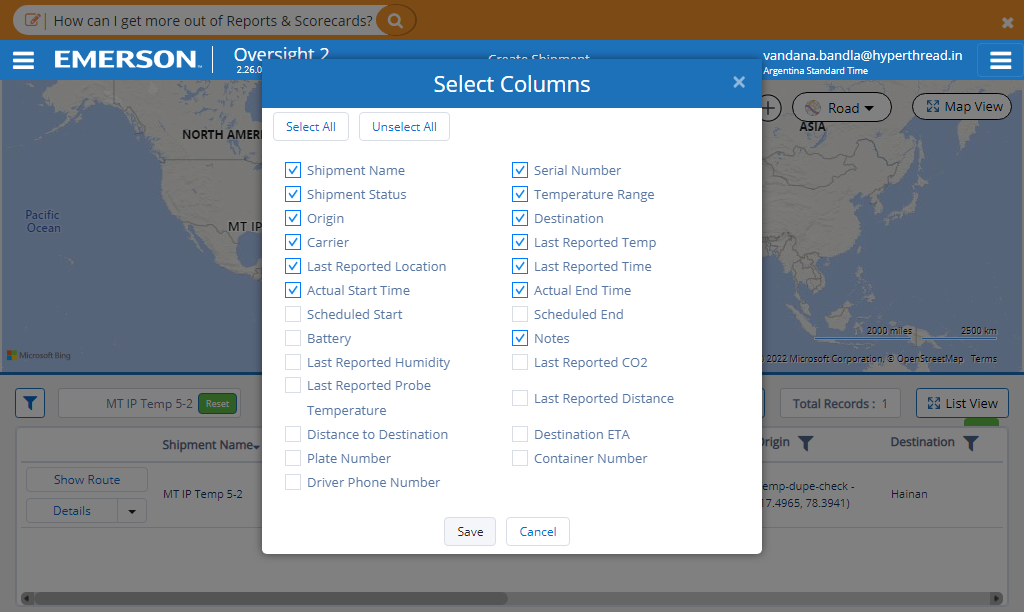 How can I get more out of Reports & Scorecards?
EMERSON
Oversight 2
2.26.0
Create Shipment
vandana.bandla@hyperthread.in
Argentina Standard Time
Select Columns
Select All
Unselect All
Road
Map View
NORTH AMERI
ASIA
Pacific
Ocean
MT IP
Shipment Name
Serial Number
Shipment Status
Temperature Range
Origin
Destination
Carrier
Last Reported Temp
Last Reported Location
Last Reported Time
Actual Start Time
Actual End Time
Scheduled Start
Scheduled End
Battery
Notes
Last Reported Humidity
Last Reported CO2
Last Reported Probe
Temperature
Last Reported Distance
Distance to Destination
Destination ETA
Plate Number
Container Number
Driver Phone Number
Save
Cancel
2000 miles
2500 km
Microsoft Bing
2022 Microsoft Corporation, © OpenStreetMap Terms
MT IP Temp 5-2
Reset
Total Records : 1
List View
Shipment Name
rigin
Destination
Show Route
Details
MT IP Temp 5-2
emp-dupe-check -
17.4965, 78.3941)
Hainan